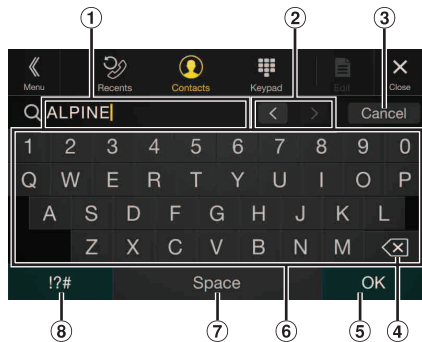 ① ② ③
Menu Recents Contacts Keypad Edit Close
ALPINE < > Cancel
1 2 3 4 5 6 7 8 9 0
Q W E R T Y U I O P
A S D F G H J K L
Z X C V B N M
!?# Space OK
⑧ ⑦ ⑥ ⑤ ④